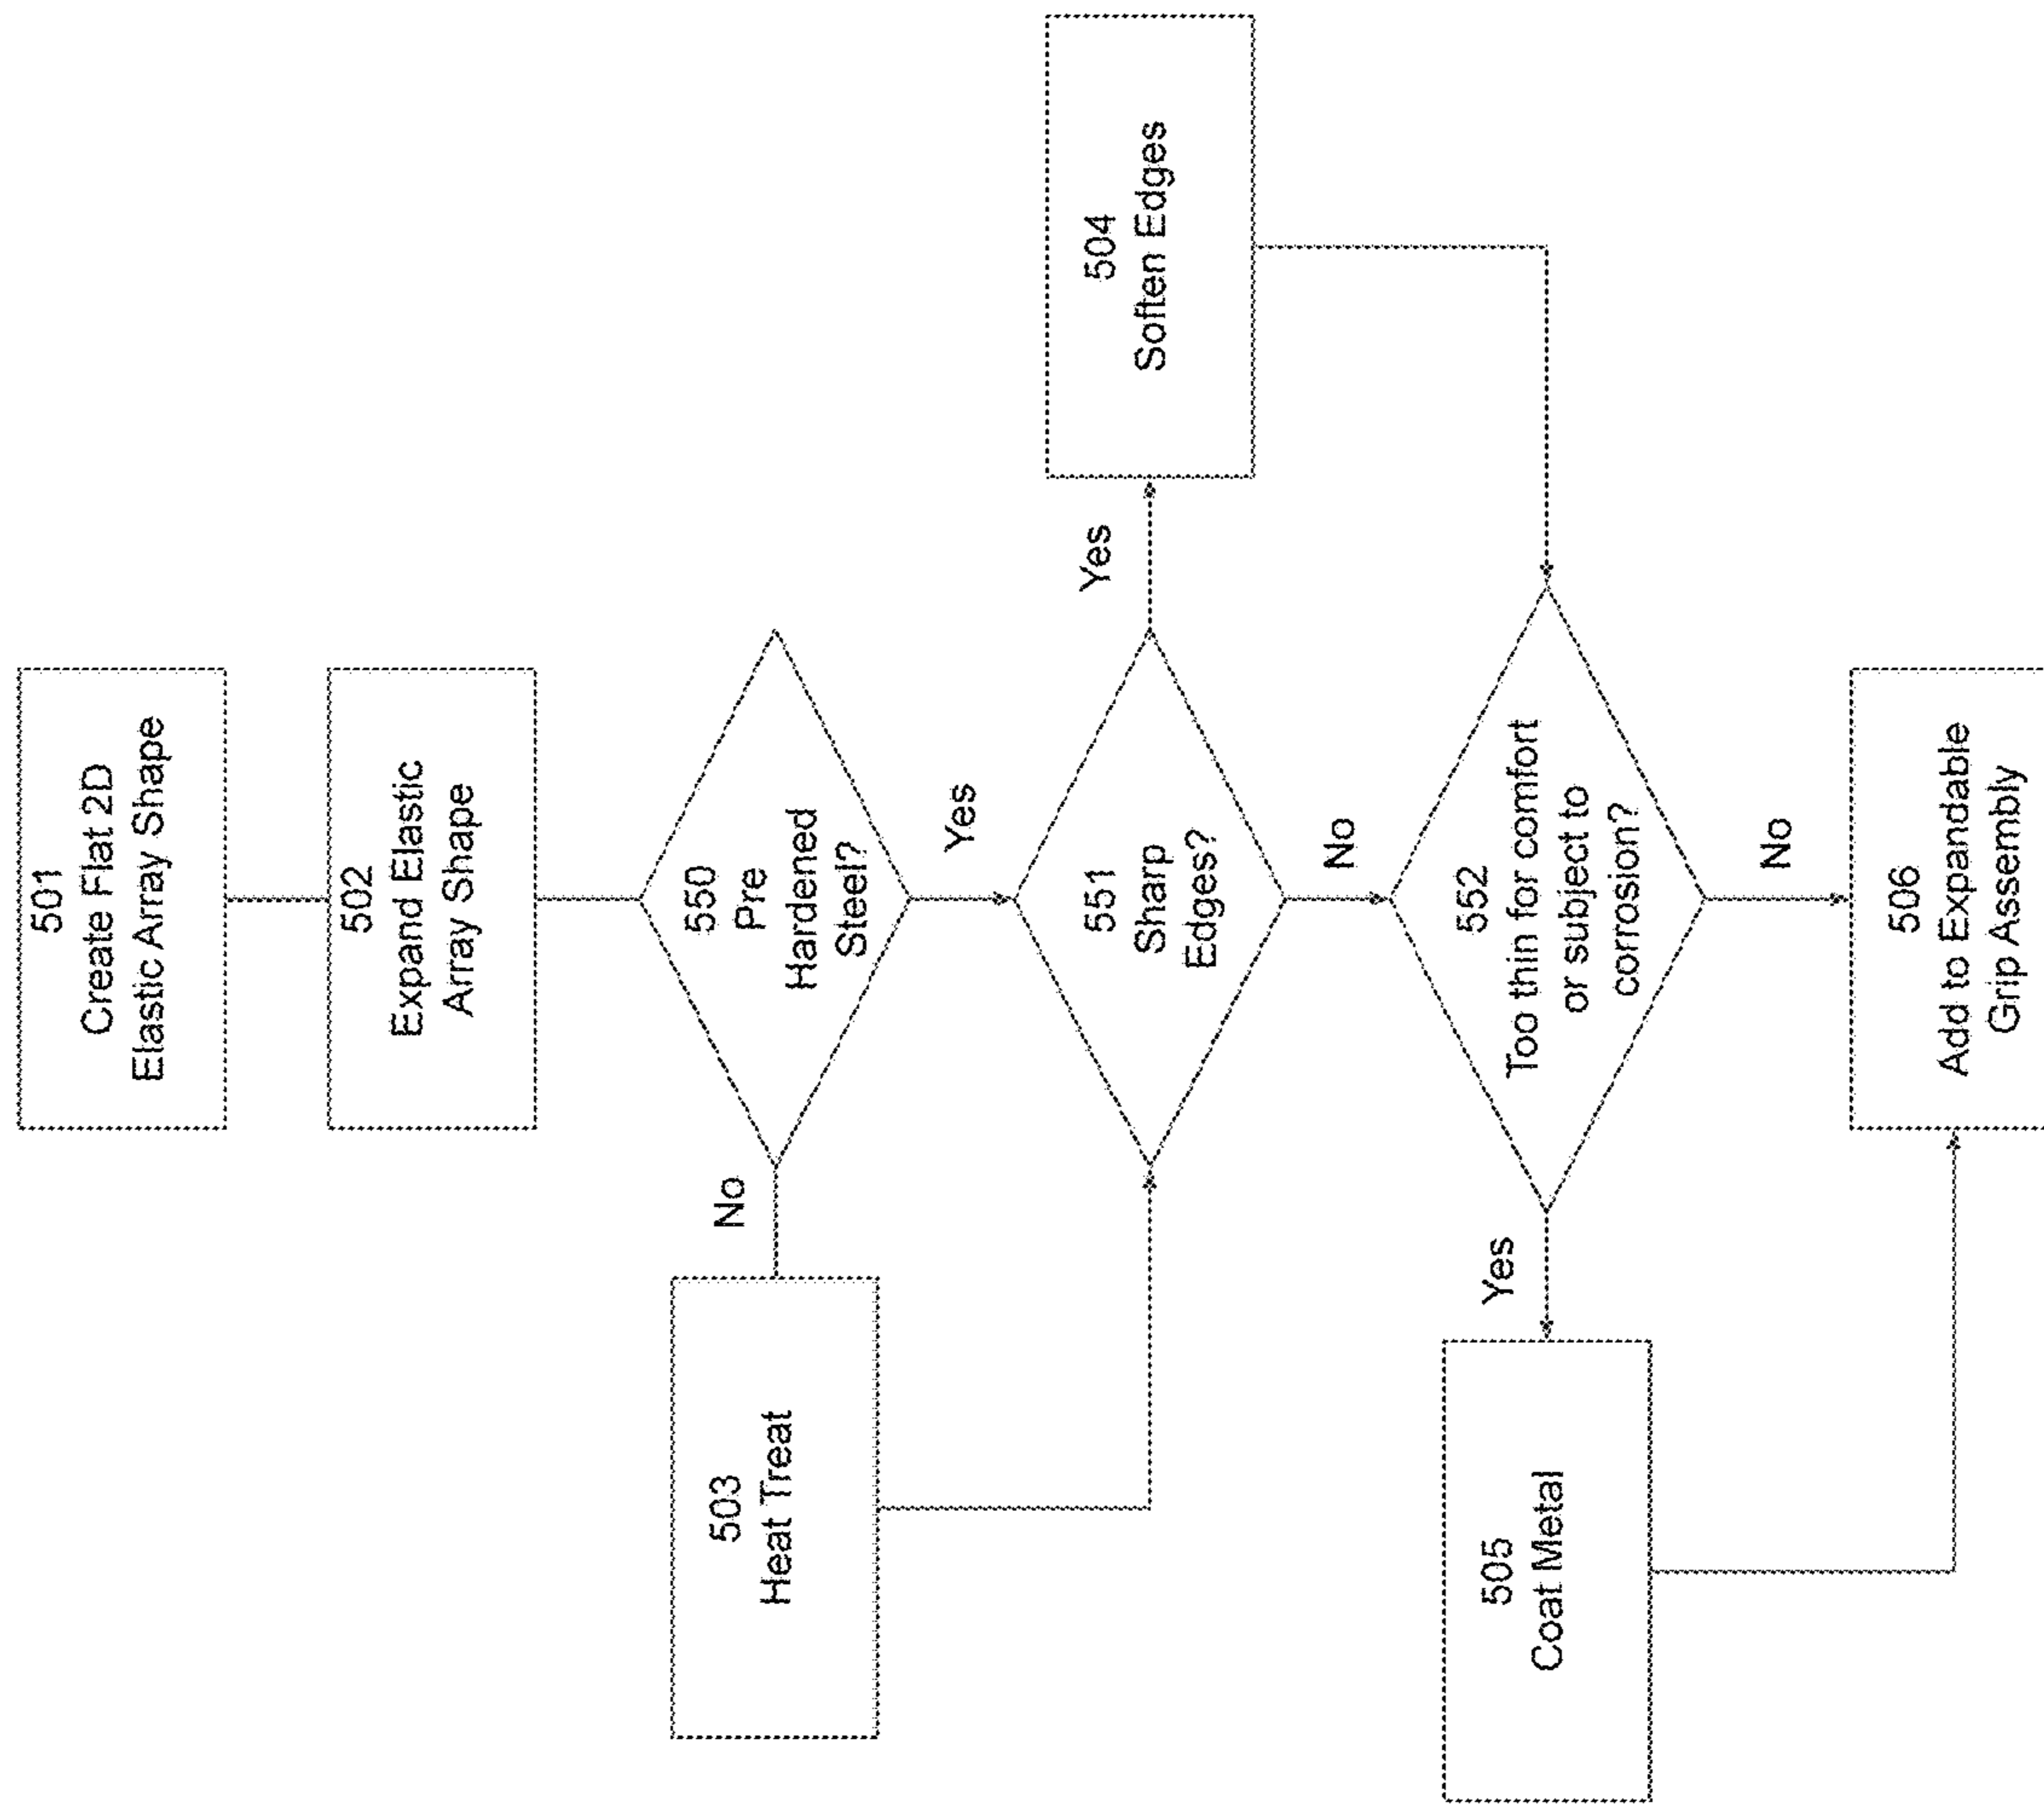 501
Create Flat 2D
Elastic Array Shape
502
Expand Elastic
Array Shape
550
Pre
Hardened
Steel?
No
Yes
503
Heat Treat
551
Sharp
Edges?
Yes
504
Soften Edges
No
552
Too thin for comfort
or subject to
corrosion?
Yes
505
Coat Metal
No
506
Add to Expandable
Grip Assembly